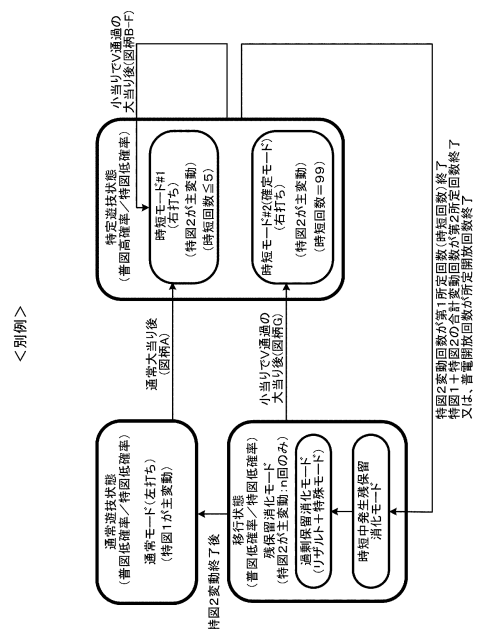 <別例>
通常遊技状態
(普図低確率/特図低確率)
通常モード(左打ち)
(特図1が主変動)
通常大当り後
(図柄A)
特定遊技状態
(普図高確率/特図低確率)
時短モード#1
(右打ち)
(特図2が主変動)
(時短回数≦5)
時短モード#2(確定モード)
(右打ち)
(特図2が主変動)
(時短回数=99)
小当りでV通過の
大当り後(図柄B-F)
特図2変動終了後
移行状態
(普図低確率/特図低確率)
残保留消化モード
(特図2が主変動:n回のみ)
過剰保留消化モード
(リザルト+特殊モード)
時短中発生残保留
消化モード
小当りでV通過の
大当り後(図柄G)
特図2変動回数が第1所定回数(時短回数)終了
特図1+特図2の合計変動回数が第2所定回数終了
又は、普電開放回数が所定開放回数終了